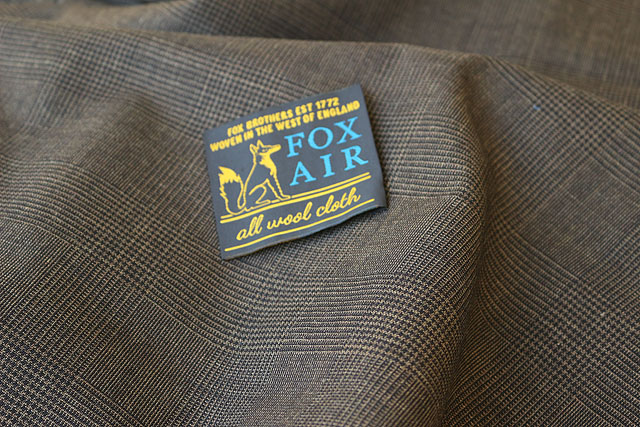 FOX BROTHERS EST 1772
WOVEN IN THE WEST OF ENGLAND
FOX
AIR
all wool cloth